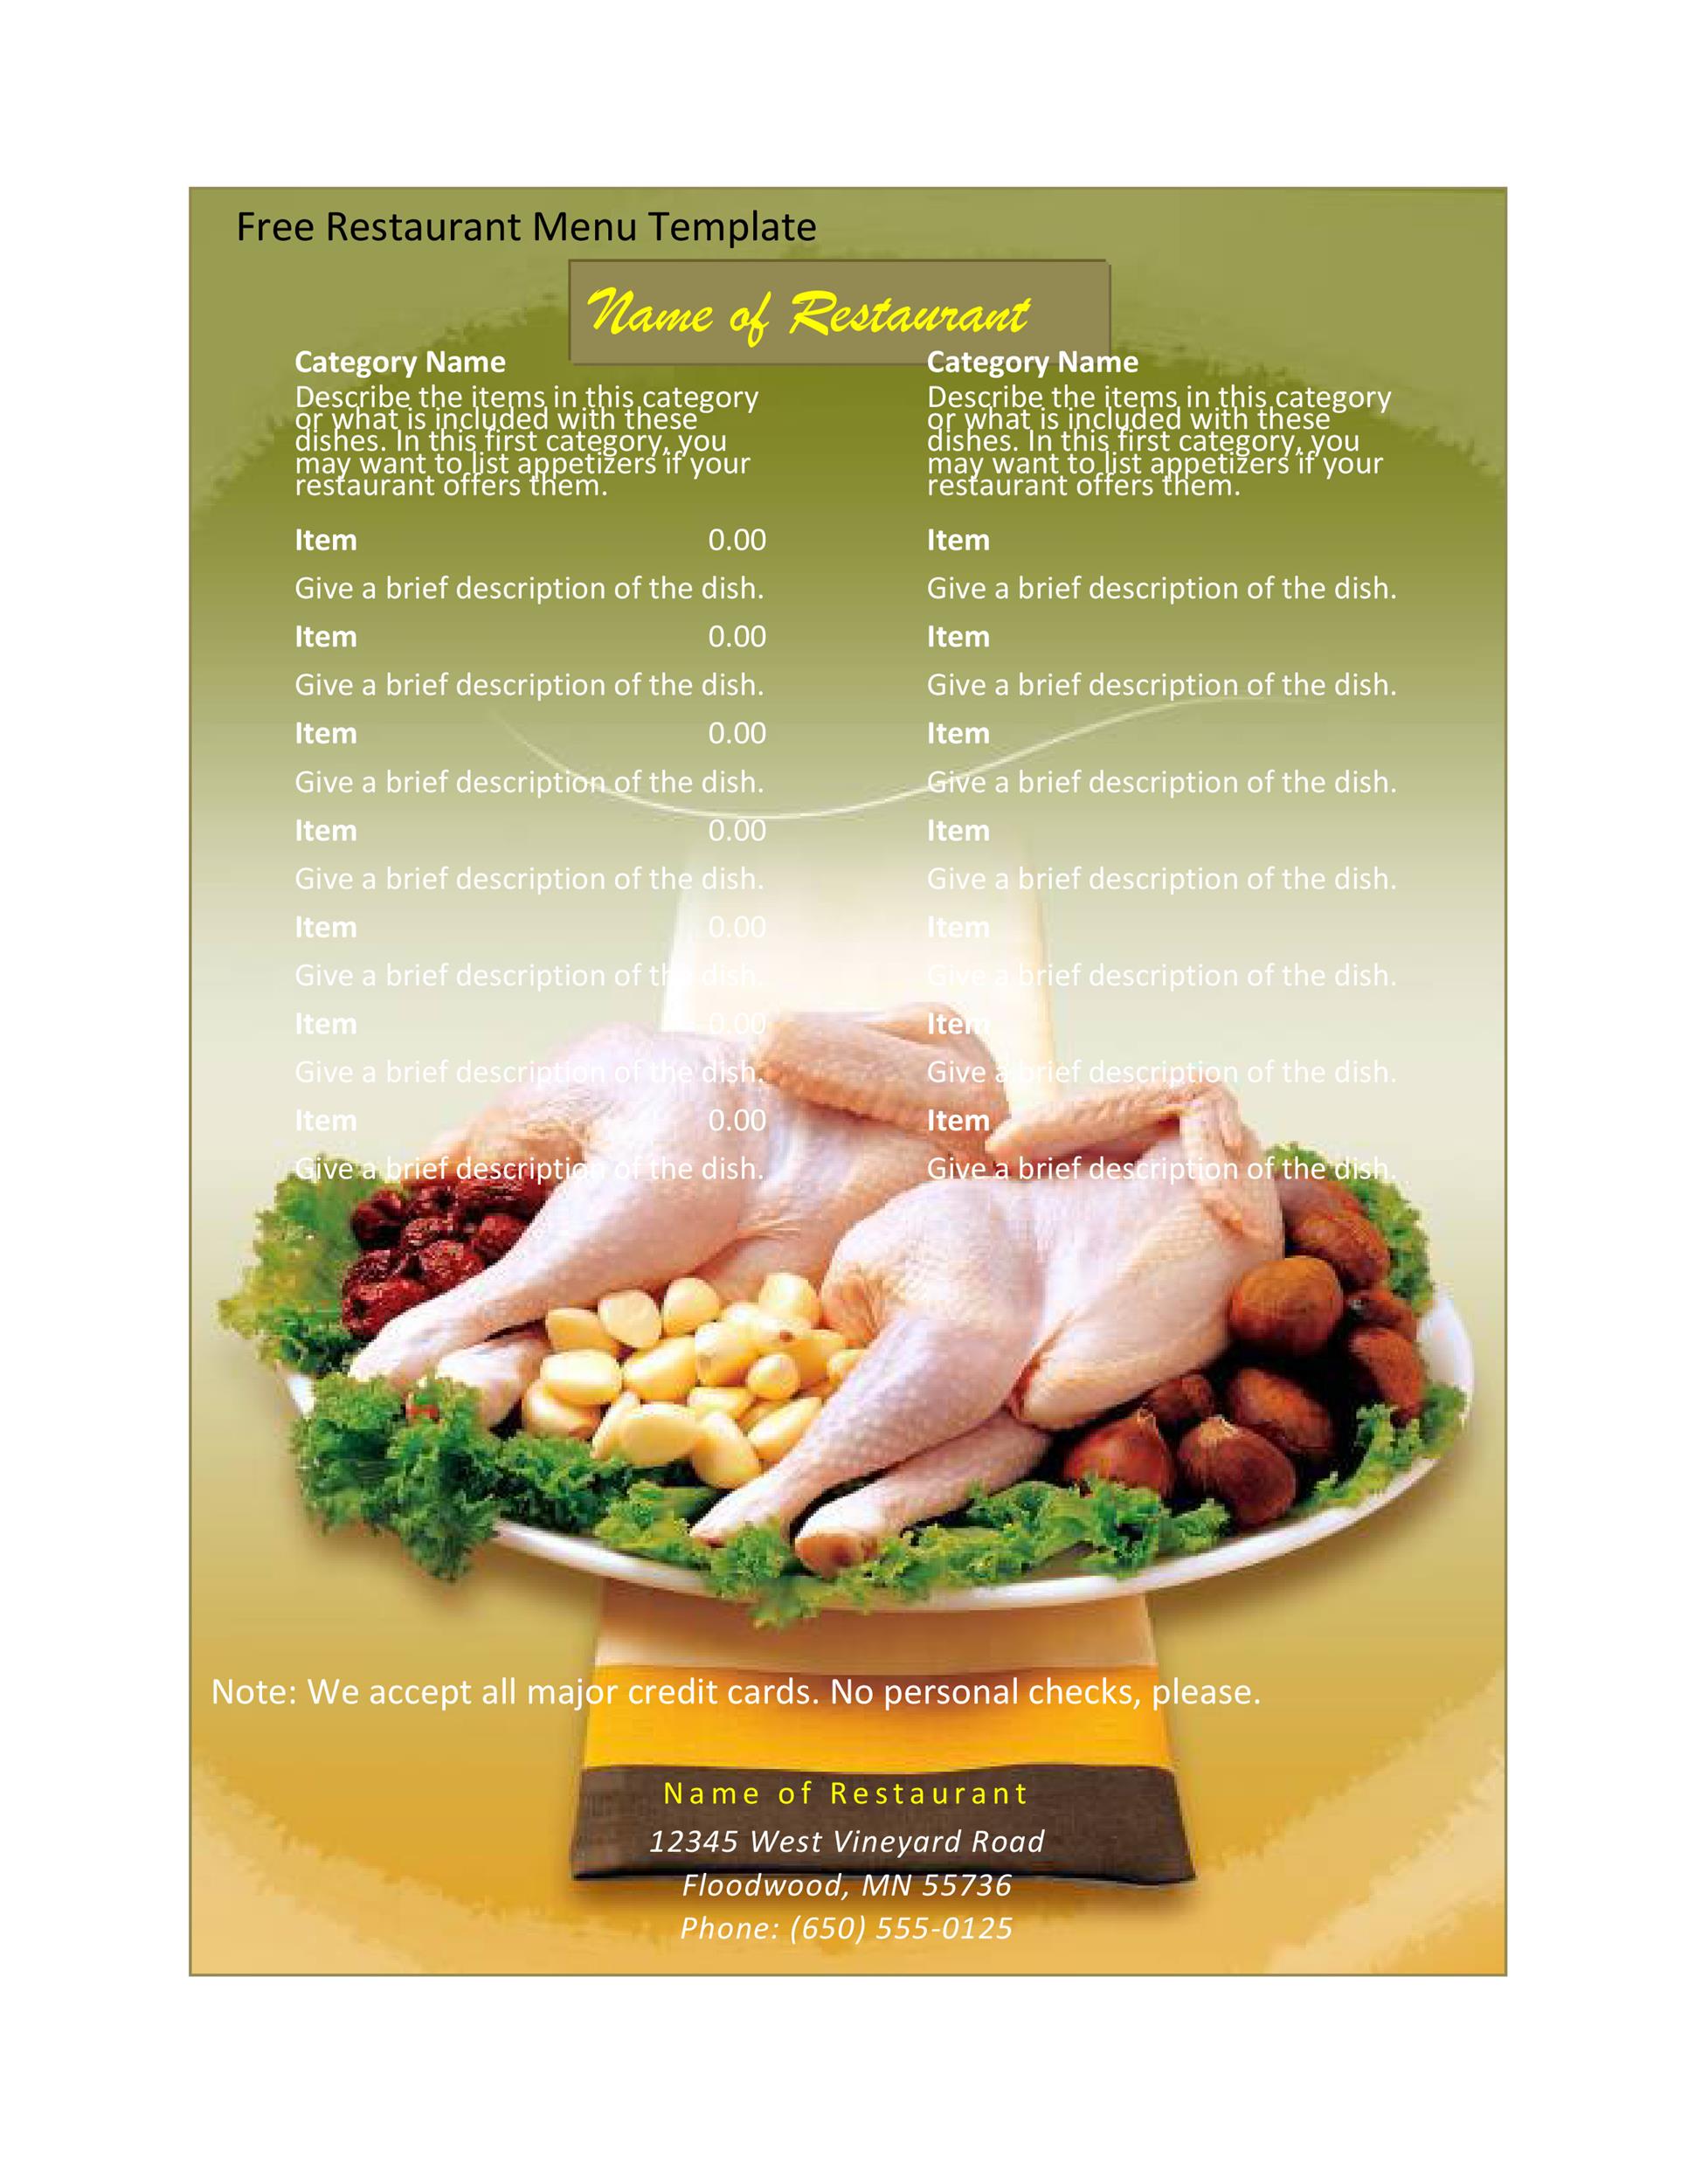 Free Restaurant Menu Template
Name of Restaurant
Category Name
Describe the items in this category
or what is included with these
dishes. In this first category, you
may want to list appetizers if your
restaurant offers them.
Item 0.00
Give a brief description of the dish.
Item 0.00
Give a brief description of the dish.
Item 0.00
Give a brief description of the dish.
Item 0.00
Give a brief description of the dish.
Item 0.00
Give a brief description of the dish.
Item 0.00
Give a brief description of the dish.
Item 0.00
Give a brief description of the dish.
Category Name
Describe the items in this category
or what is included with these
dishes. In this first category, you
may want to list appetizers if your
restaurant offers them.
Item
Give a brief description of the dish.
Item
Give a brief description of the dish.
Item
Give a brief description of the dish.
Item
Give a brief description of the dish.
Item
Give a brief description of the dish.
Item
Give a brief description of the dish.
Item
Give a brief description of the dish.
Note: We accept all major credit cards. No personal checks, please.
Name of Restaurant
12345 West Vineyard Road
Floodwood, MN 55736
Phone: (650) 555-0125